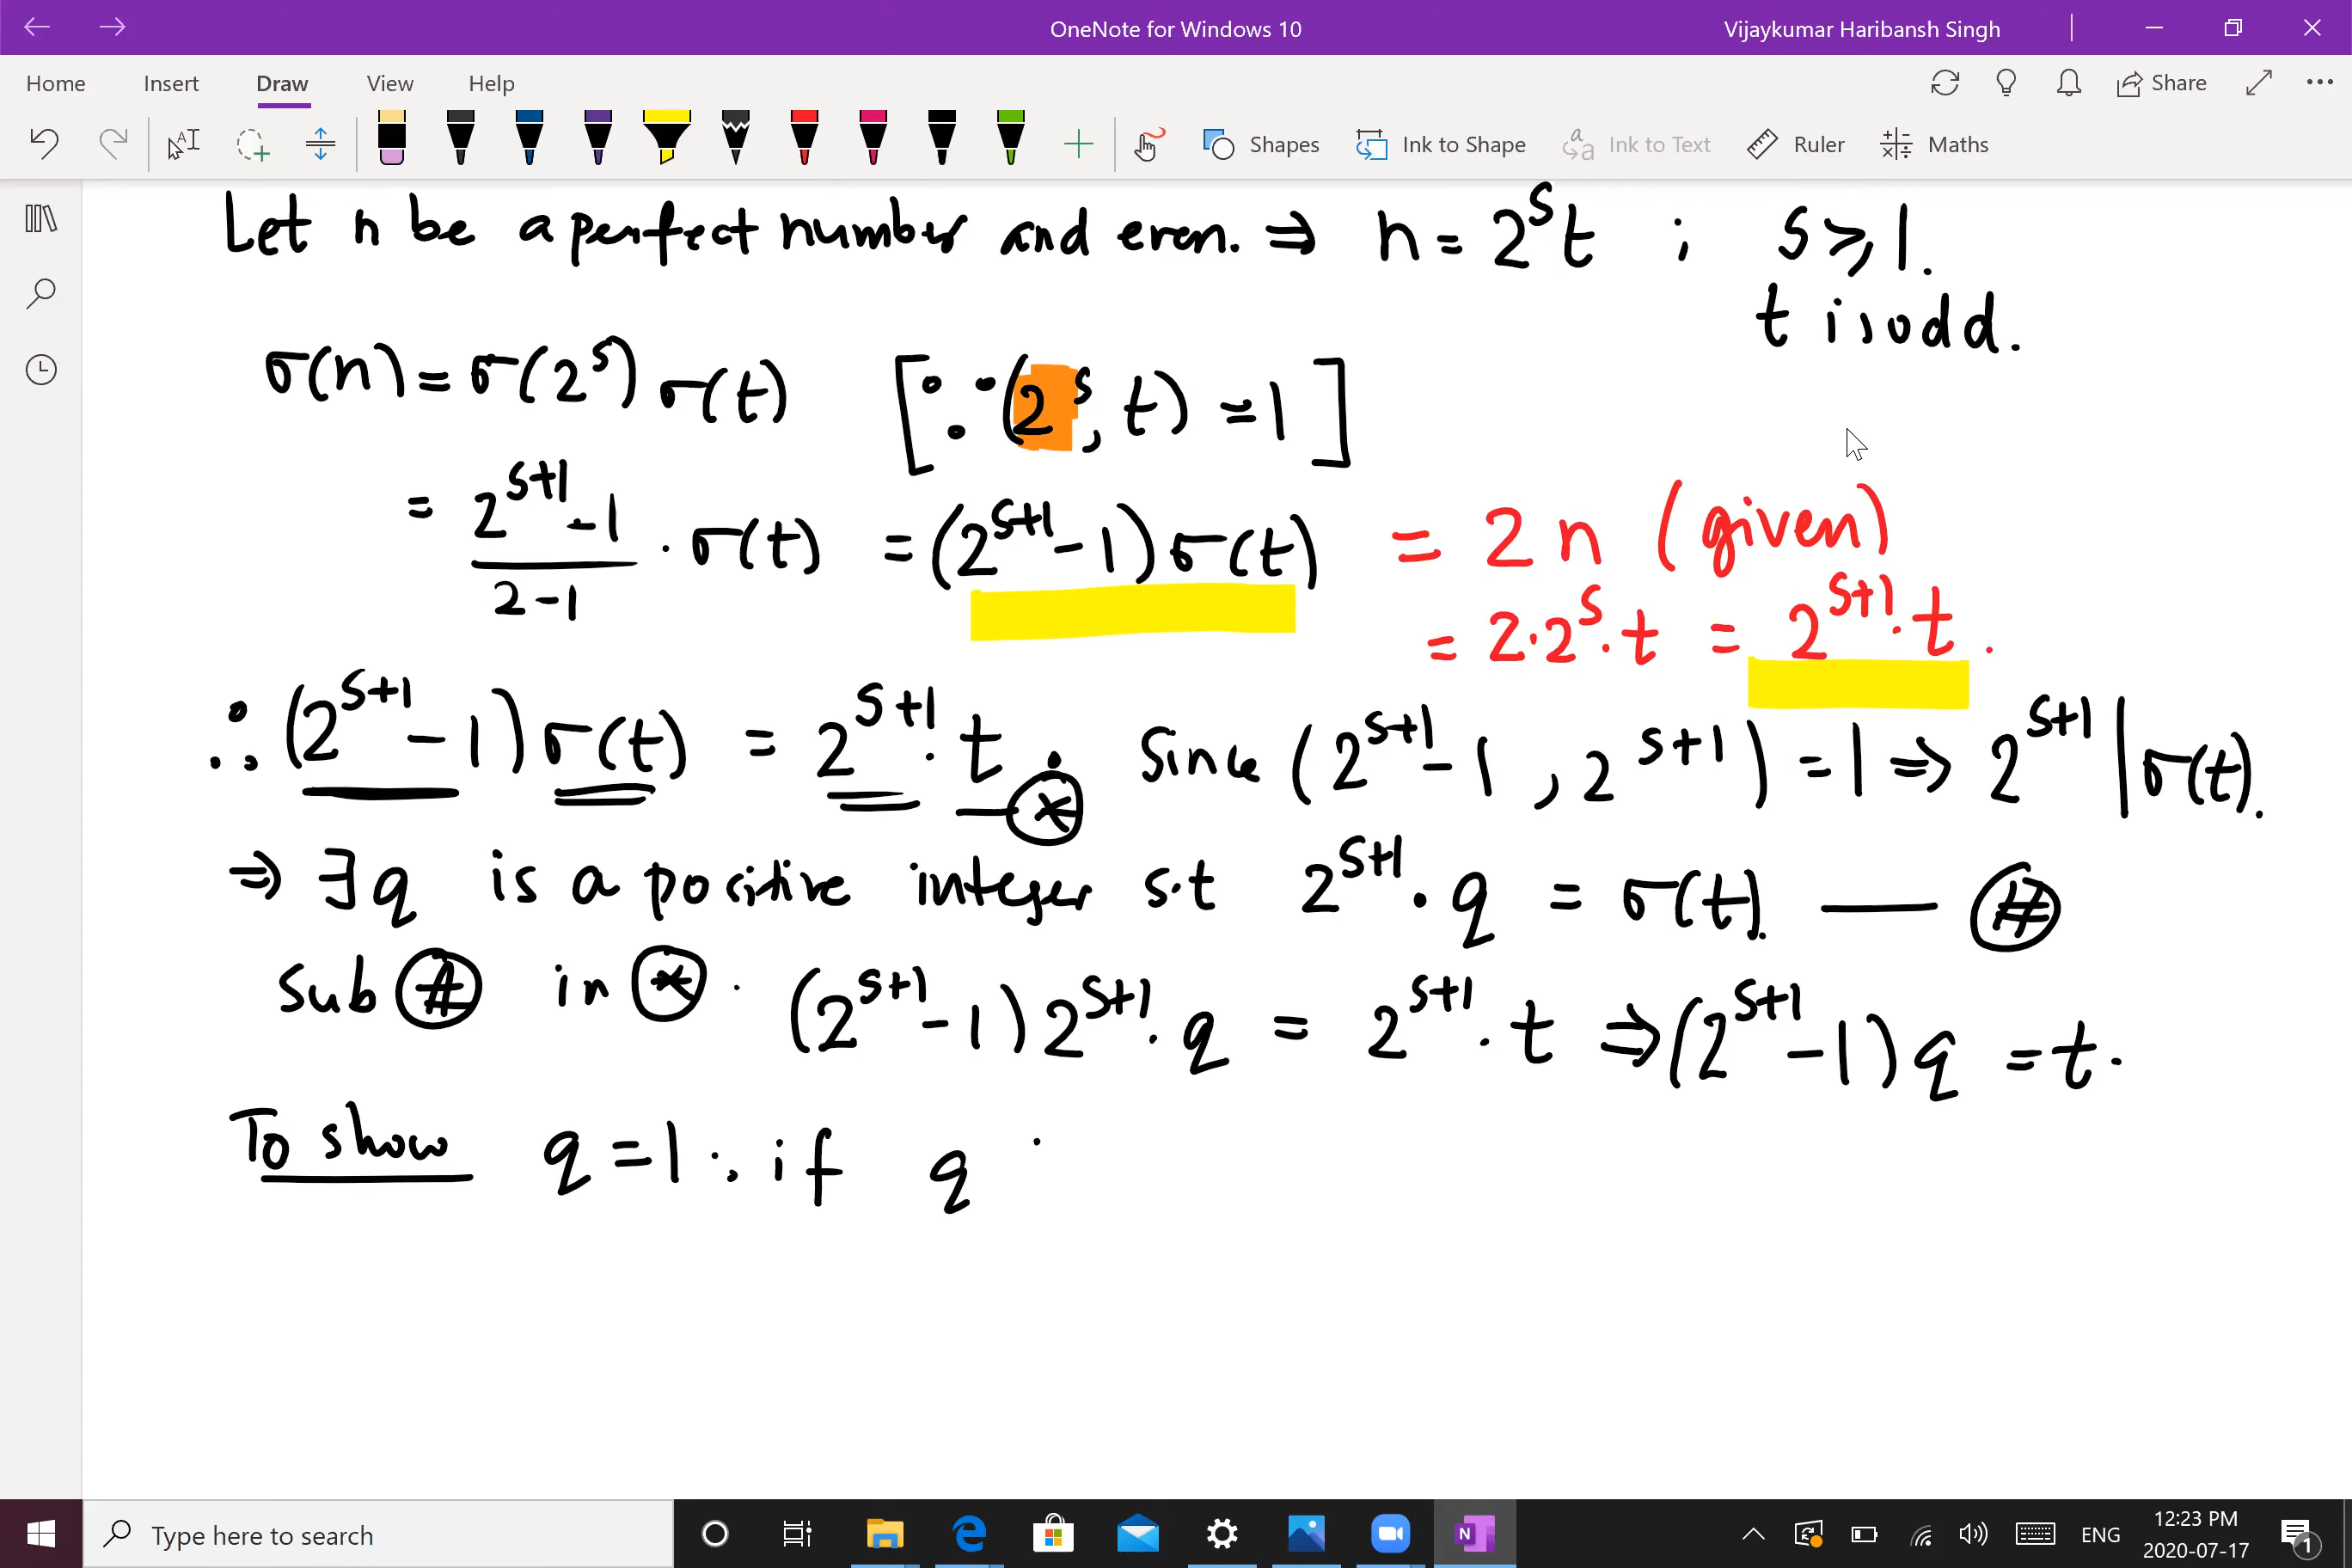 OneNote for Windows 10
Vijaykumar Haribansh Singh
Home Insert Draw View Help
Share
Shapes Ink to Shape Ink to Text Ruler Maths
Let n be a perfect number and even. ⇒ n = 2^s t ; s ≥ 1.
t is odd.
σ(n) = σ(2^s) σ(t) [∵ (2^s, t) = 1]
= (2^{s+1} - 1)/(2-1) · σ(t) = (2^{s+1} - 1) σ(t) = 2n (given)
= 2·2^s·t = 2^{s+1}·t.
∴ (2^{s+1} - 1) σ(t) = 2^{s+1}·t. —⊛ Since (2^{s+1} - 1, 2^{s+1}) = 1 ⇒ 2^{s+1} | σ(t).
⇒ ∃ q is a positive integer s.t 2^{s+1}·q = σ(t). — (#)
Sub (#) in ⊛. (2^{s+1} - 1) 2^{s+1}·q = 2^{s+1}·t ⇒ (2^{s+1} - 1) q = t.
To show q = 1 : if q
Type here to search
ENG
12:23 PM
2020-07-17
1